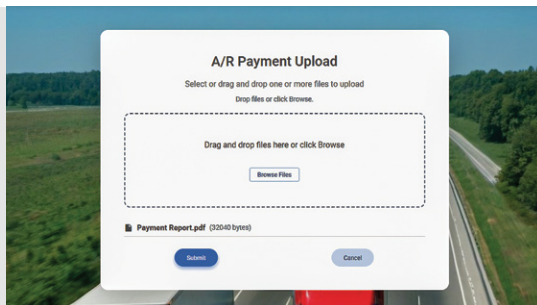 A/R Payment Upload
Select or drag and drop one or more files to upload
Drop files or click Browse.
Drag and drop files here or click Browse
Browse Files
Payment Report.pdf (32040 bytes)
Submit
Cancel